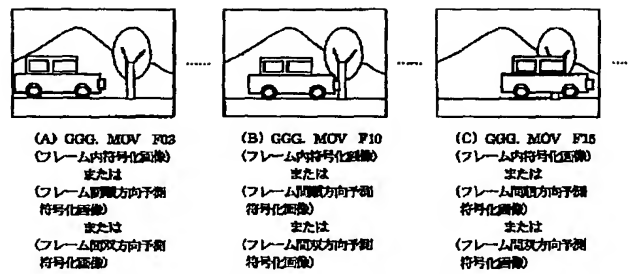 (A) GGG. MOV F03
(フレーム内符号化画像)
または
(フレーム間順方向予測
符号化画像)
または
(フレーム間双方向予測
符号化画像)
(B) GGG. MOV F10
(フレーム内符号化画像)
または
(フレーム間順方向予測
符号化画像)
または
(フレーム間双方向予測
符号化画像)
(C) GGG. MOV F15
(フレーム内符号化画像)
または
(フレーム間順方向予測
符号化画像)
または
(フレーム間双方向予測
符号化画像)